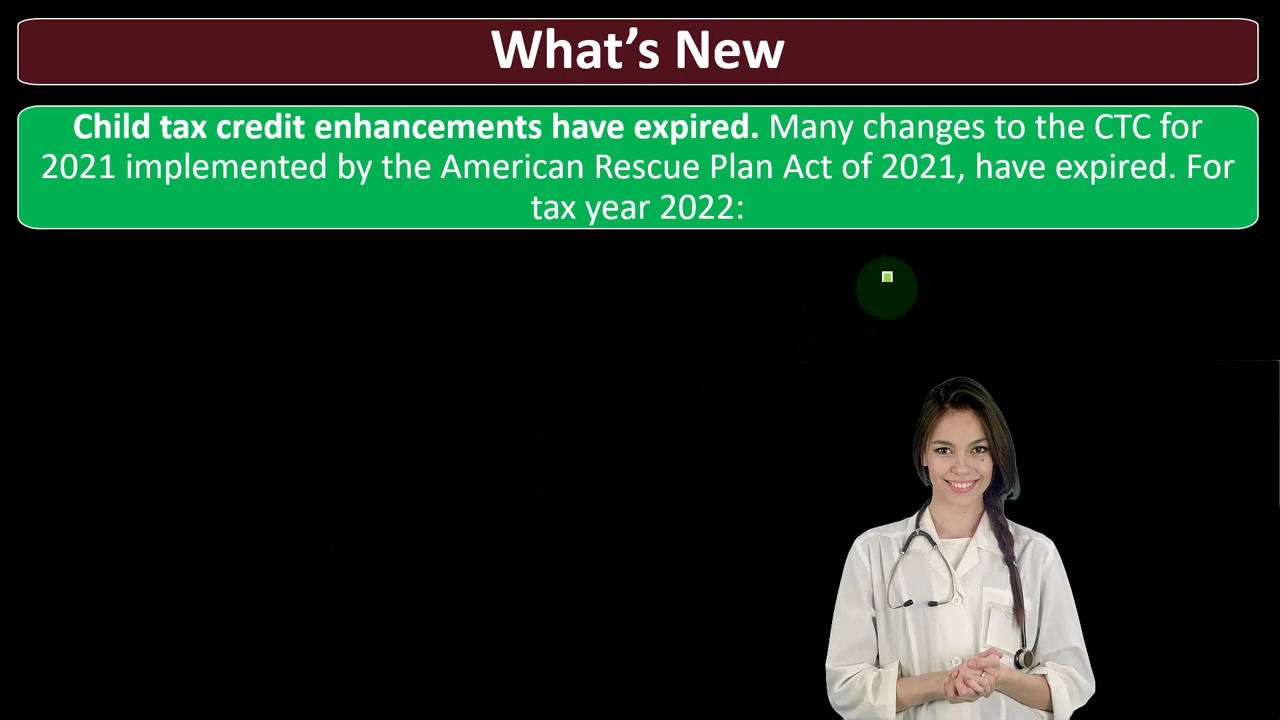 What’s New
Child tax credit enhancements have expired. Many changes to the CTC for
2021 implemented by the American Rescue Plan Act of 2021, have expired. For
tax year 2022: